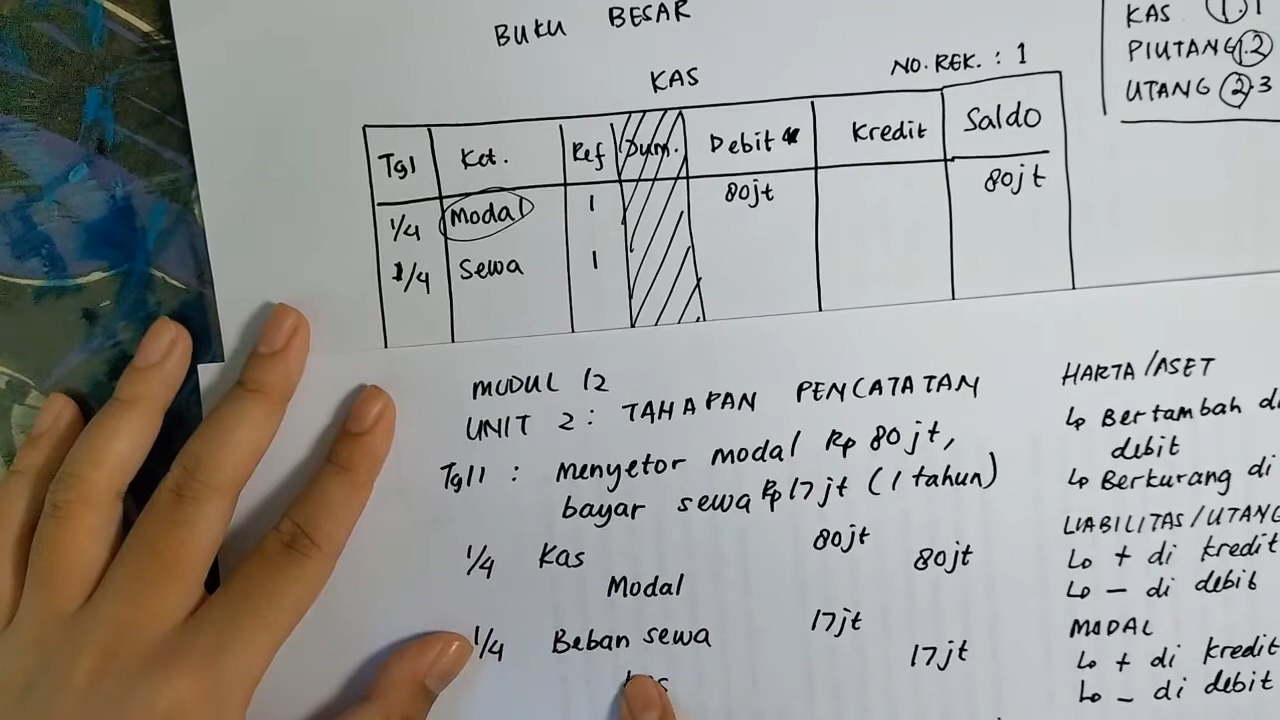 BUKU BESAR
KAS
NO. REK. : 1
KAS 1.1
PIUTANG 1.2
UTANG 2.3
Tgl Ket. Ref Debit Kredit Saldo
1/4 Modal 1 80jt 80jt
1/4 Sewa 1
MODUL 12
UNIT 2 : TAHAPAN PENCATATAN
Tgl 1 : menyetor modal Rp 80jt,
bayar sewa Rp 17jt (1 tahun)
1/4 Kas 80jt
Modal 80jt
1/4 Beban sewa 17jt
17jt
HARTA/ASET
↳ Bertambah di
debit
↳ Berkurang di
LIABILITAS/UTANG
↳ + di kredit
↳ – di debit
MODAL
↳ + di kredit
↳ – di debit